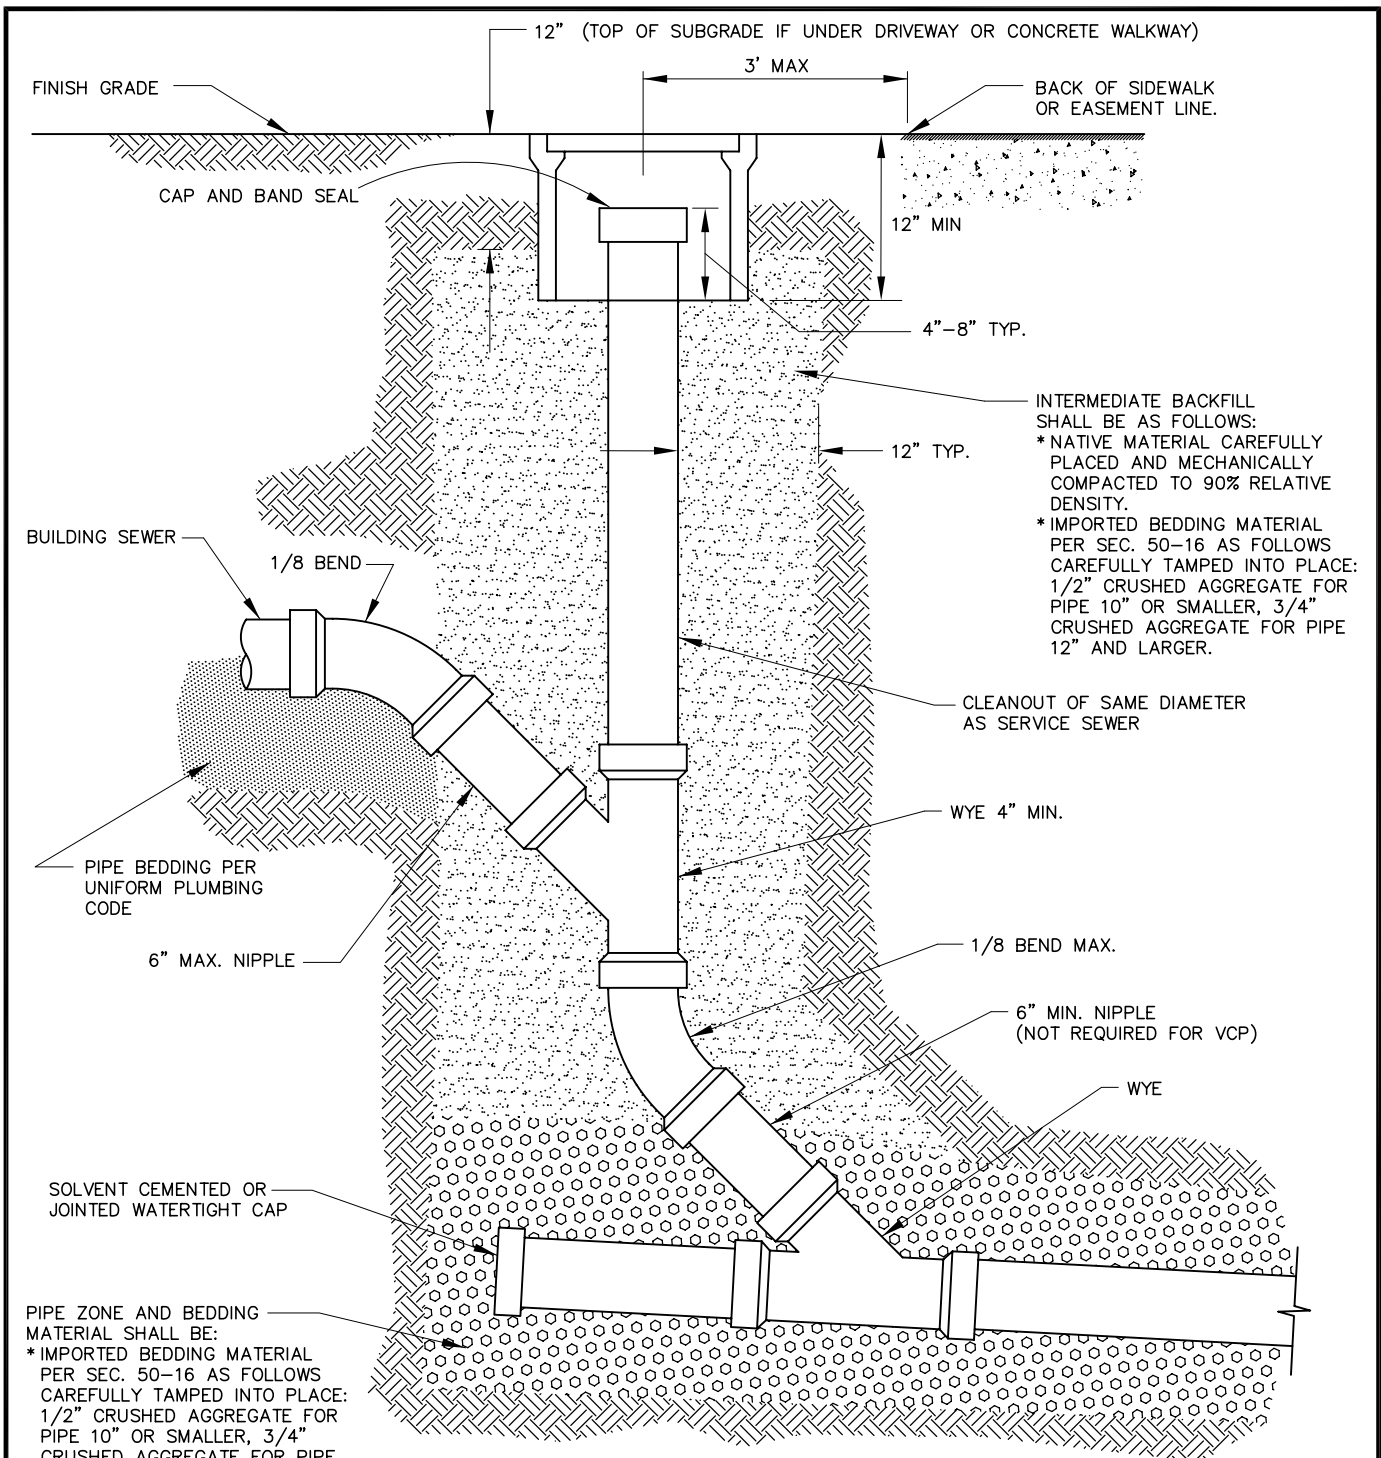 12” (TOP OF SUBGRADE IF UNDER DRIVEWAY OR CONCRETE WALKWAY)
3’ MAX
FINISH GRADE
BACK OF SIDEWALK
OR EASEMENT LINE.
CAP AND BAND SEAL
12” MIN
4”–8” TYP.
INTERMEDIATE BACKFILL
SHALL BE AS FOLLOWS:
* NATIVE MATERIAL CAREFULLY
PLACED AND MECHANICALLY
COMPACTED TO 90% RELATIVE
DENSITY.
* IMPORTED BEDDING MATERIAL
PER SEC. 50–16 AS FOLLOWS
CAREFULLY TAMPED INTO PLACE:
1/2” CRUSHED AGGREGATE FOR
PIPE 10” OR SMALLER, 3/4”
CRUSHED AGGREGATE FOR PIPE
12” AND LARGER.
12” TYP.
BUILDING SEWER
1/8 BEND
CLEANOUT OF SAME DIAMETER
AS SERVICE SEWER
WYE 4” MIN.
PIPE BEDDING PER
UNIFORM PLUMBING
CODE
6” MAX. NIPPLE
1/8 BEND MAX.
6” MIN. NIPPLE
(NOT REQUIRED FOR VCP)
WYE
SOLVENT CEMENTED OR
JOINTED WATERTIGHT CAP
PIPE ZONE AND BEDDING
MATERIAL SHALL BE:
* IMPORTED BEDDING MATERIAL
PER SEC. 50–16 AS FOLLOWS
CAREFULLY TAMPED INTO PLACE:
1/2” CRUSHED AGGREGATE FOR
PIPE 10” OR SMALLER, 3/4”
CRUSHED AGGREGATE FOR PIPE